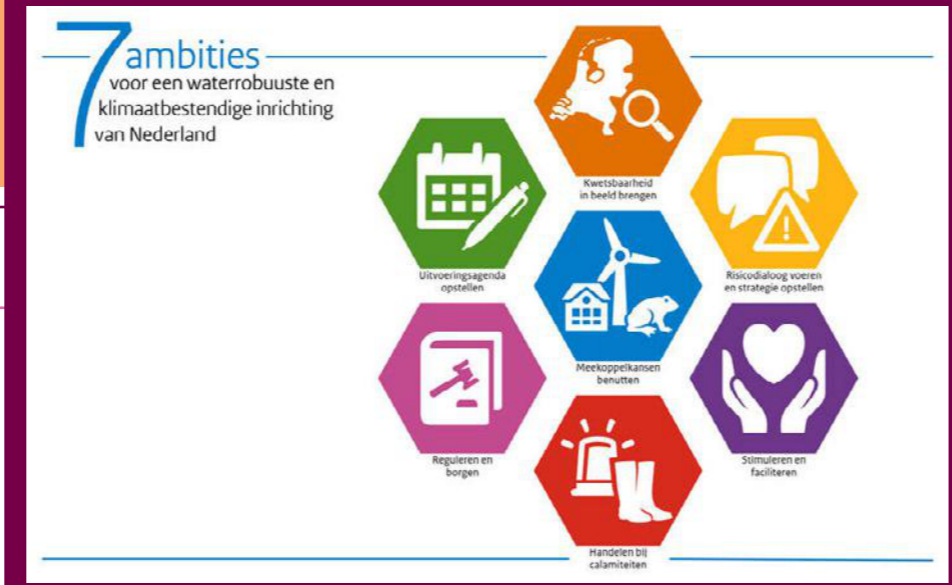 7 ambities
voor een waterrobuuste en
klimaatbestendige inrichting
van Nederland
Kwetsbaarheid
in beeld brengen
Uitvoeringsagenda
opstellen
Risicodialoog voeren
en strategie opstellen
Meekoppelkansen
benutten
Reguleren en
borgen
Stimuleren en
faciliteren
Handelen bij
calamiteiten